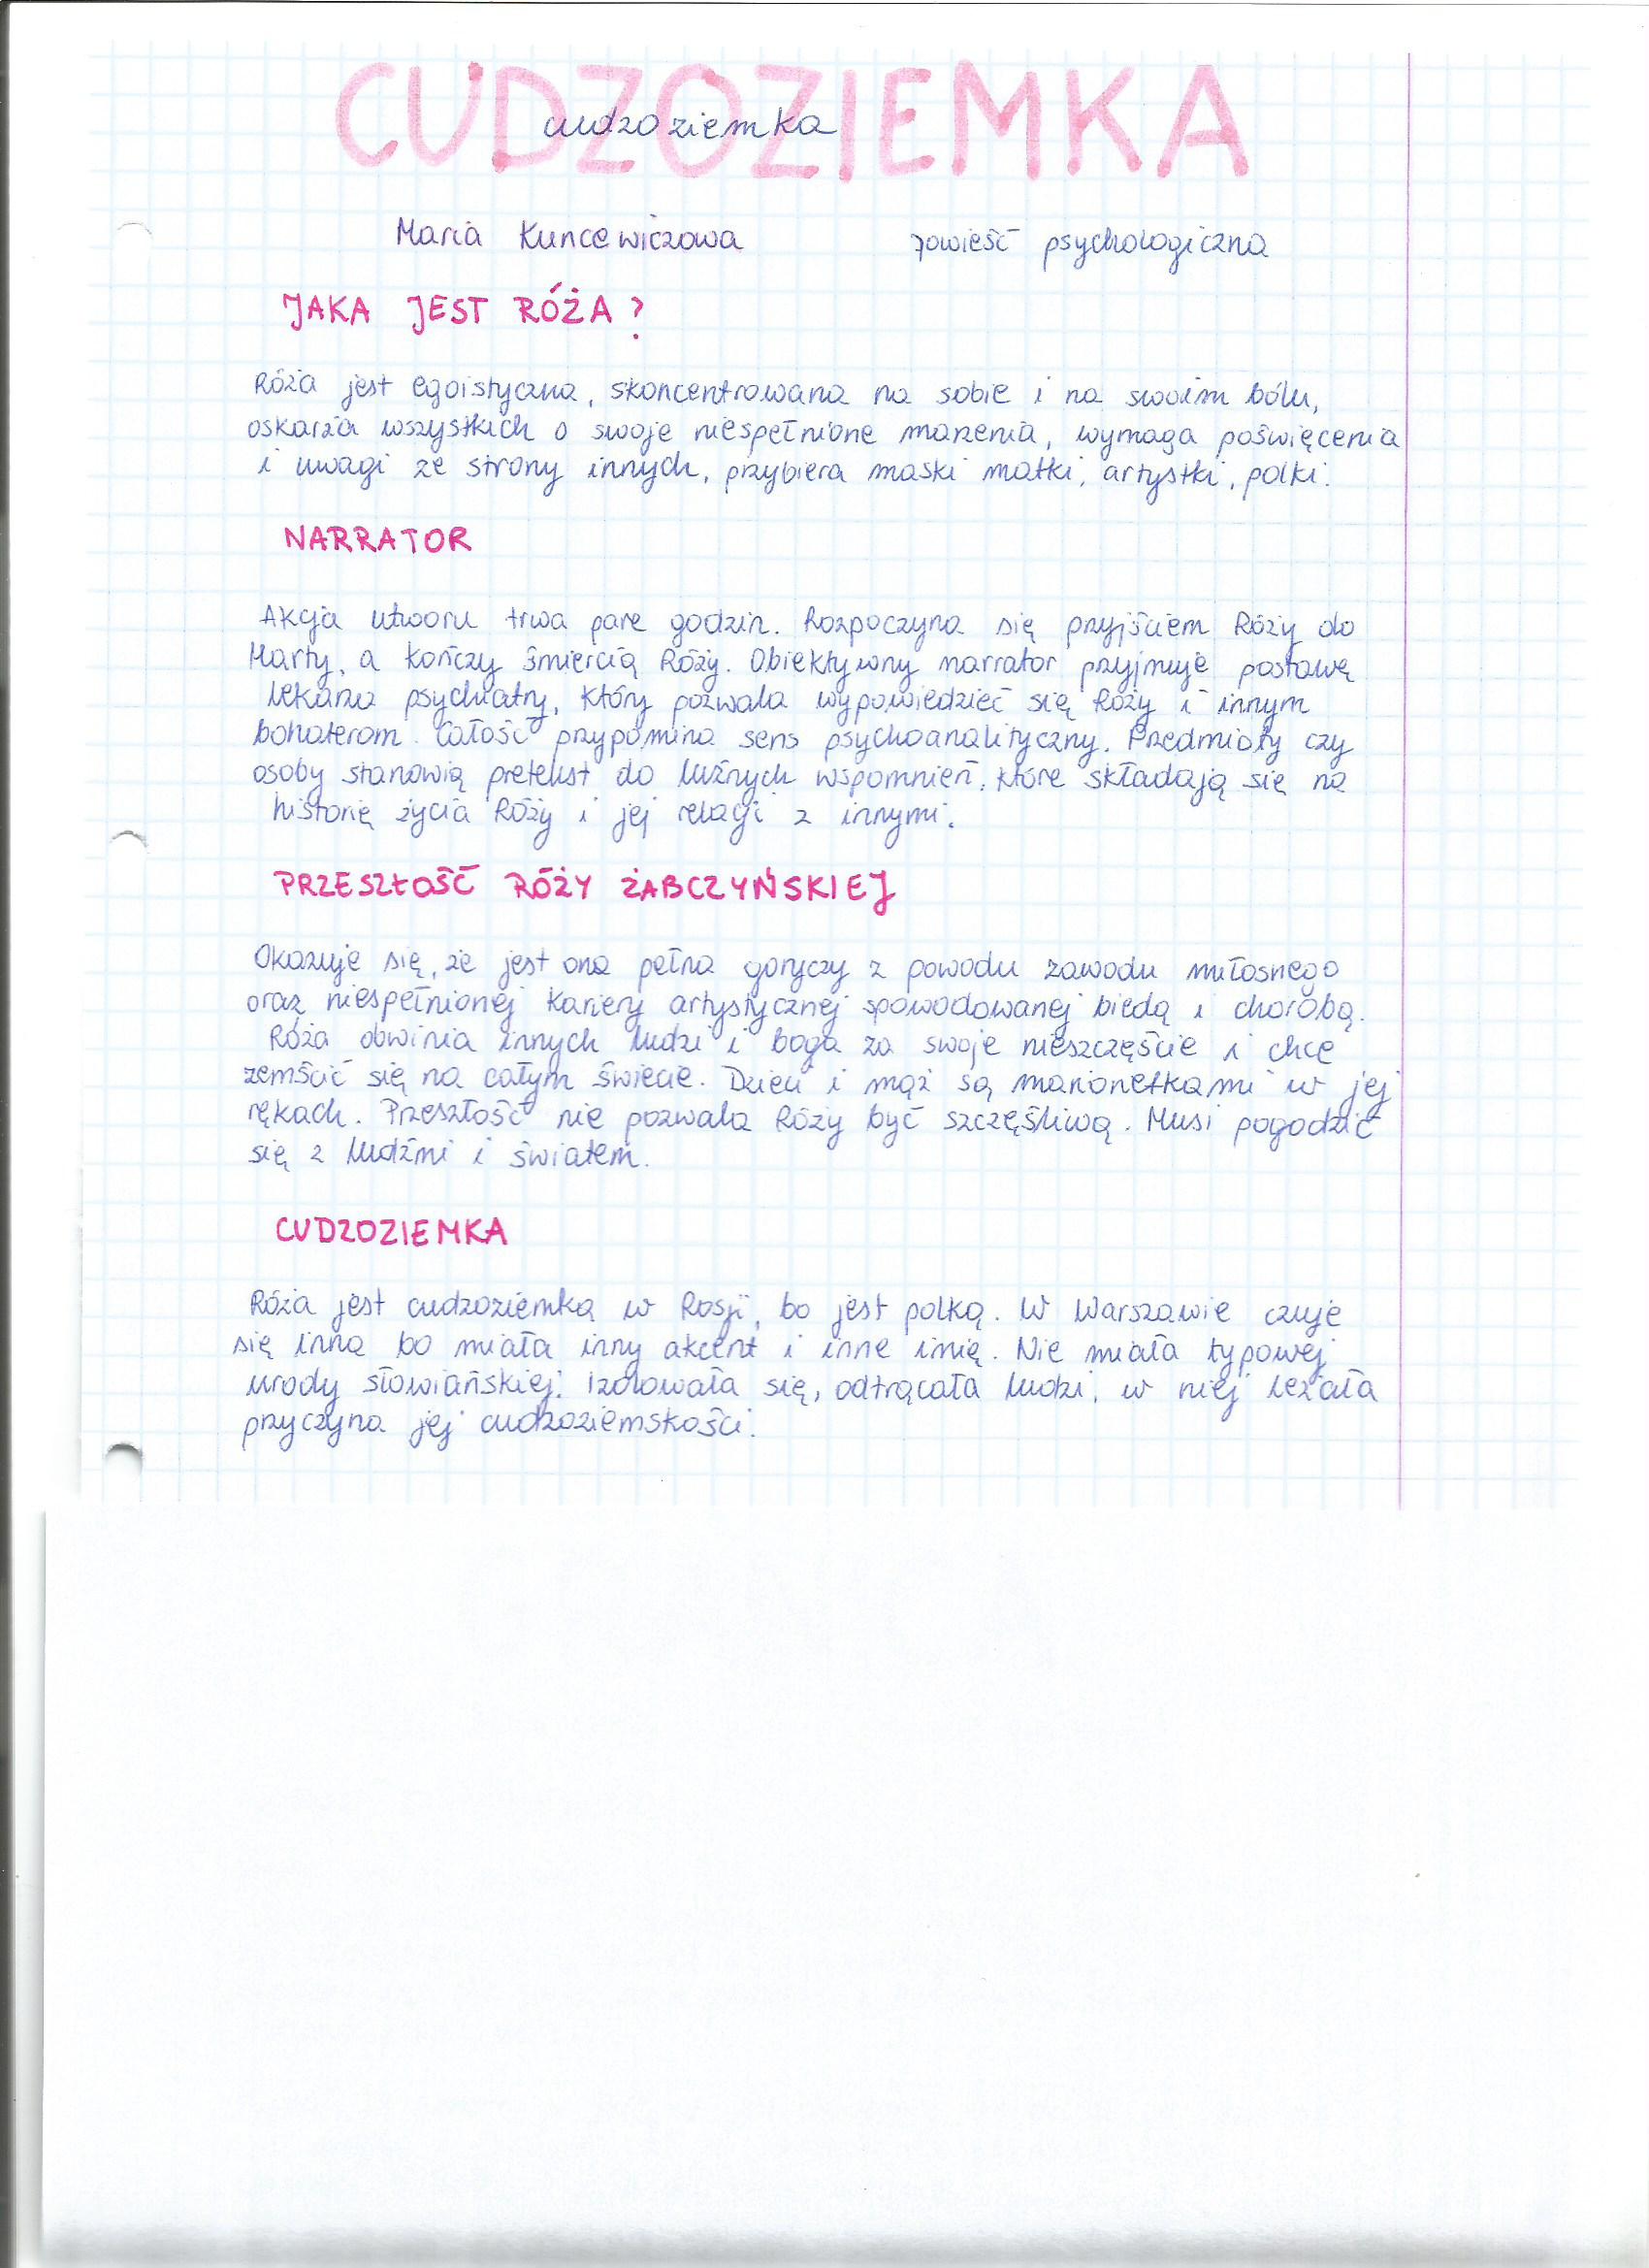 CUDZOZIEMKA
cudzoziemka
Maria Kuncewiczowa powieść psychologiczna
JAKA JEST RÓŻA?
Róża jest egoistyczna, skoncentrowana na sobie i na swoim bólu,
oskarża wszystkich o swoje niespełnione marzenia, wymaga poświęcenia
i uwagi ze strony innych, przybiera maski matki, artystki, polki.
NARRATOR
Akcja utworu trwa pare godzin. Rozpoczyna się przyjściem Róży do
Marty, a kończy śmiercią Róży. Obiektywny narrator przyjmuje postawę
lekarza psychiatry, który pozwala wypowiedzieć się Róży i innym
bohaterom. Całość przypomina sens psychoanalityczny. Przedmioty czy
osoby stanowią pretekst do luźnych wspomnień, które składają się na
historię życia Róży i jej relacji z innymi.
PRZESZŁOŚĆ RÓŻY ŻABCZYŃSKIEJ
Okazuje się, że jest ona pełna goryczy z powodu zawodu miłosnego
oraz niespełnionej kariery artystycznej spowodowanej biedą i chorobą.
Róża obwinia innych ludzi i boga za swoje nieszczęście i chce
zemścić się na całym świecie. Dzieci i mąż są marionetkami w jej
rękach. Przeszłość nie pozwala Róży być szczęśliwą. Musi pogodzić
się z ludźmi i światem.
CUDZOZIEMKA
Róża jest cudzoziemką w Rosji, bo jest polką. W Warszawie czuje
się inna bo miała inny akcent i inne imię. Nie miała typowej
urody słowiańskiej. Izolowała się, odtrącała ludzi, w niej leżała
przyczyna jej cudzoziemskości.